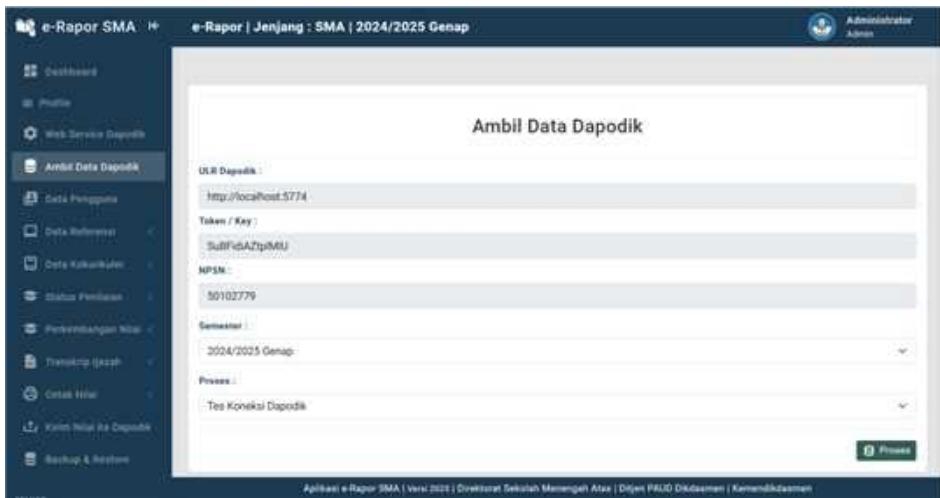 e-Rapor SMA
e-Rapor | Jenjang : SMA | 2024/2025 Genap
Administrator
Admin
Dashboard
Profile
Web Service Dapodik
Ambil Data Dapodik
Data Pengguna
Data Referensi
Data Kokurikuler
Status Penilaian
Perkembangan Nilai
Transkrip Ijazah
Cetak Nilai
Kirim Nilai ke Dapodik
Backup & Restore
Ambil Data Dapodik
ULR Dapodik :
http://localhost:5774
Token / Key :
NPSN :
50102779
Semester :
2024/2025 Genap
Proses :
Tes Koneksi Dapodik
Proses
Aplikasi e-Rapor SMA | Versi 2025 | Direktorat Sekolah Menengah Atas | Ditjen PAUD Dikdasmen | Kemendikdasmen